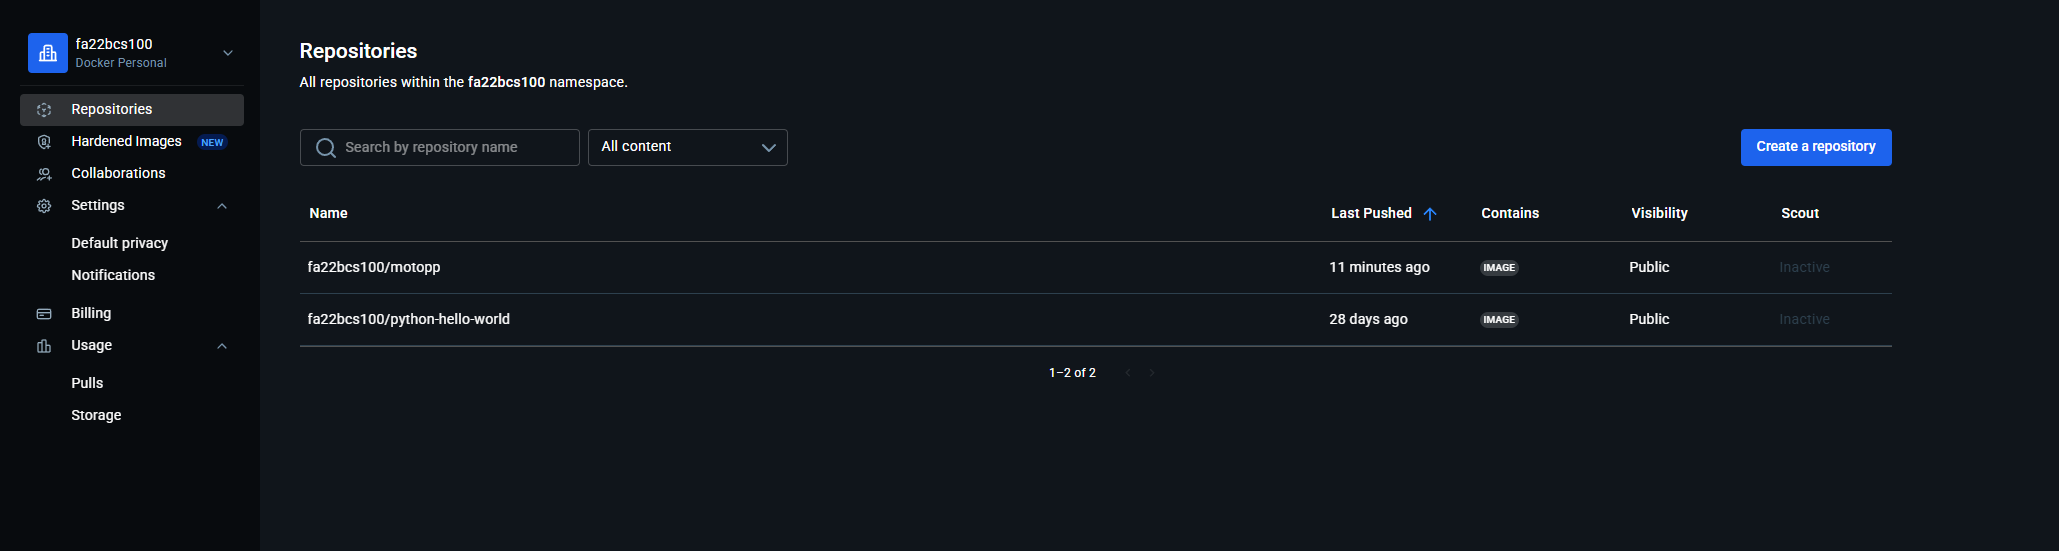 fa22bcs100
Docker Personal
Repositories
Hardened Images NEW
Collaborations
Settings
Default privacy
Notifications
Billing
Usage
Pulls
Storage
Repositories
All repositories within the fa22bcs100 namespace.
Search by repository name
All content
Create a repository
Name Last Pushed Contains Visibility Scout
fa22bcs100/motopp 11 minutes ago IMAGE Public Inactive
fa22bcs100/python-hello-world 28 days ago IMAGE Public Inactive
1–2 of 2